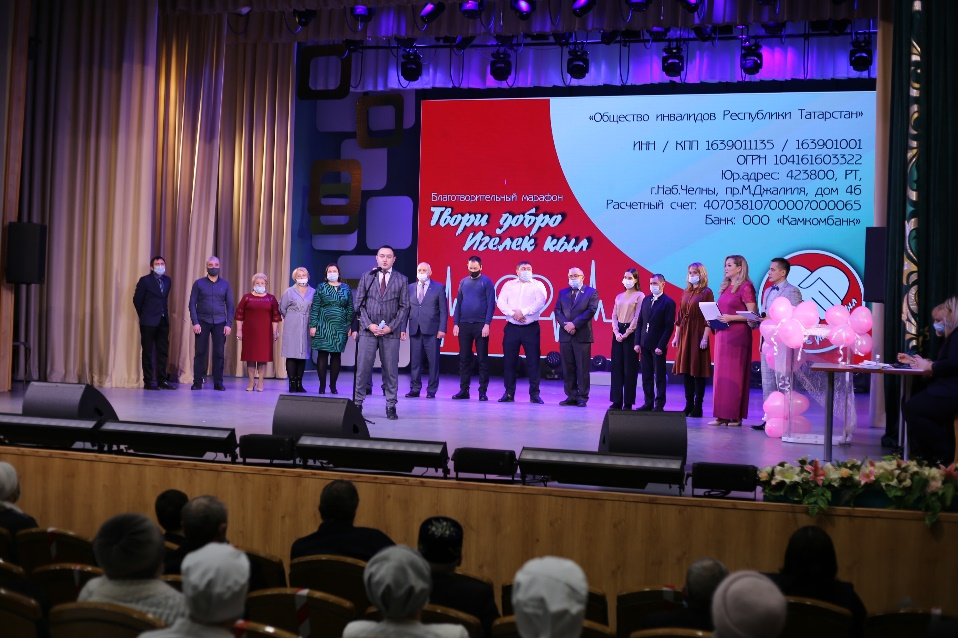 «Общество инвалидов Республики Татарстан»
ИНН / КПП 1639011135 / 163901001
ОГРН 104161603322
Юр.адрес: 423800, РТ,
г.Наб.Челны, пр.М.Джалиля, дом 46
Расчетный счет: 40703810700007000065
Банк: ООО «Камкомбанк»
Благотворительный марафон
Твори добро
Игелек кыл